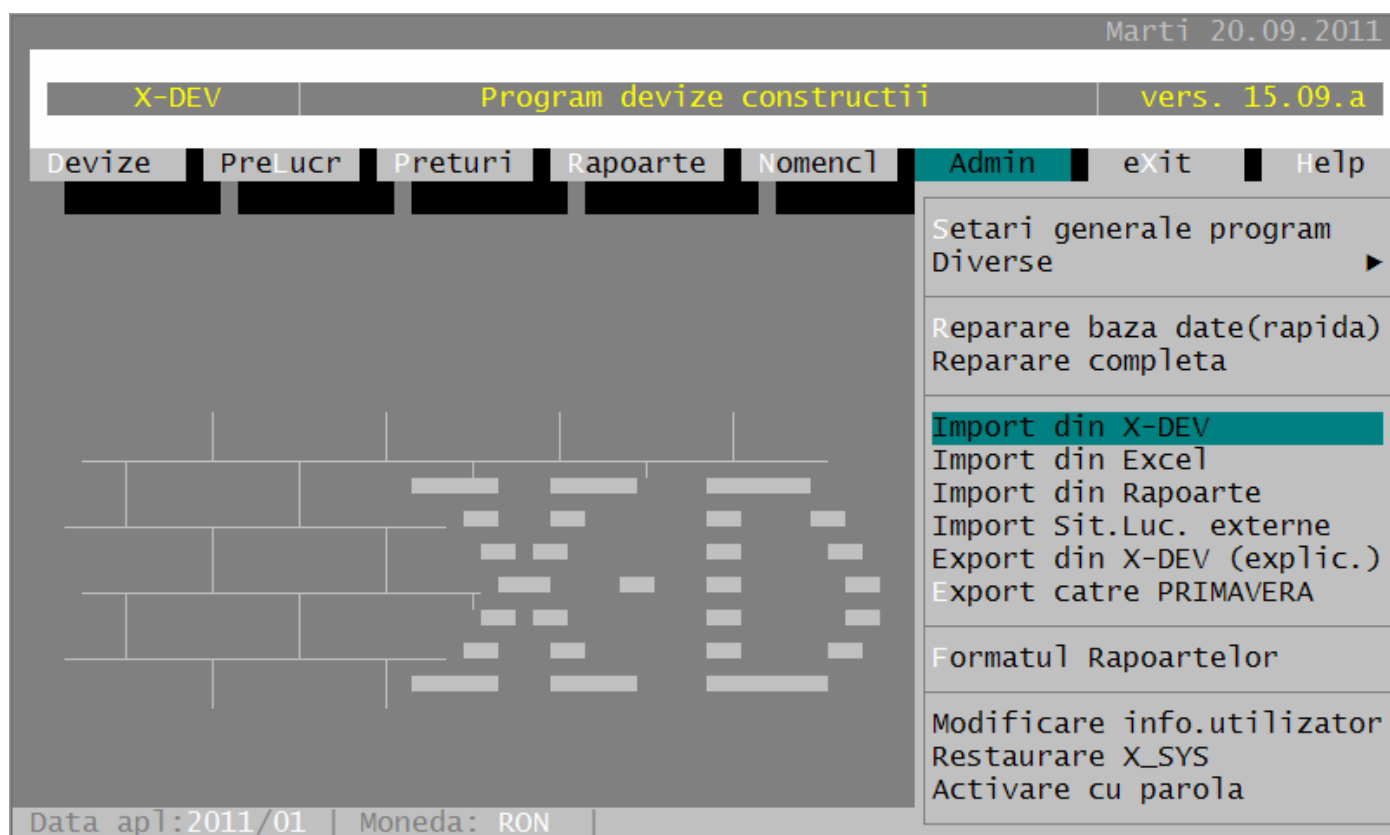 Marti 20.09.2011
X-DEV Program devize constructii vers. 15.09.a
Devize PreLucr Preturi Rapoarte Nomencl Admin eXit Help
Setari generale program
Diverse ►
Reparare baza date(rapida)
Reparare completa
Import din X-DEV
Import din Excel
Import din Rapoarte
Import Sit.Luc. externe
Export din X-DEV (explic.)
Export catre PRIMAVERA
Formatul Rapoartelor
Modificare info.utilizator
Restaurare X_SYS
Activare cu parola
X-D
Data apl:2011/01 | Moneda: RON |